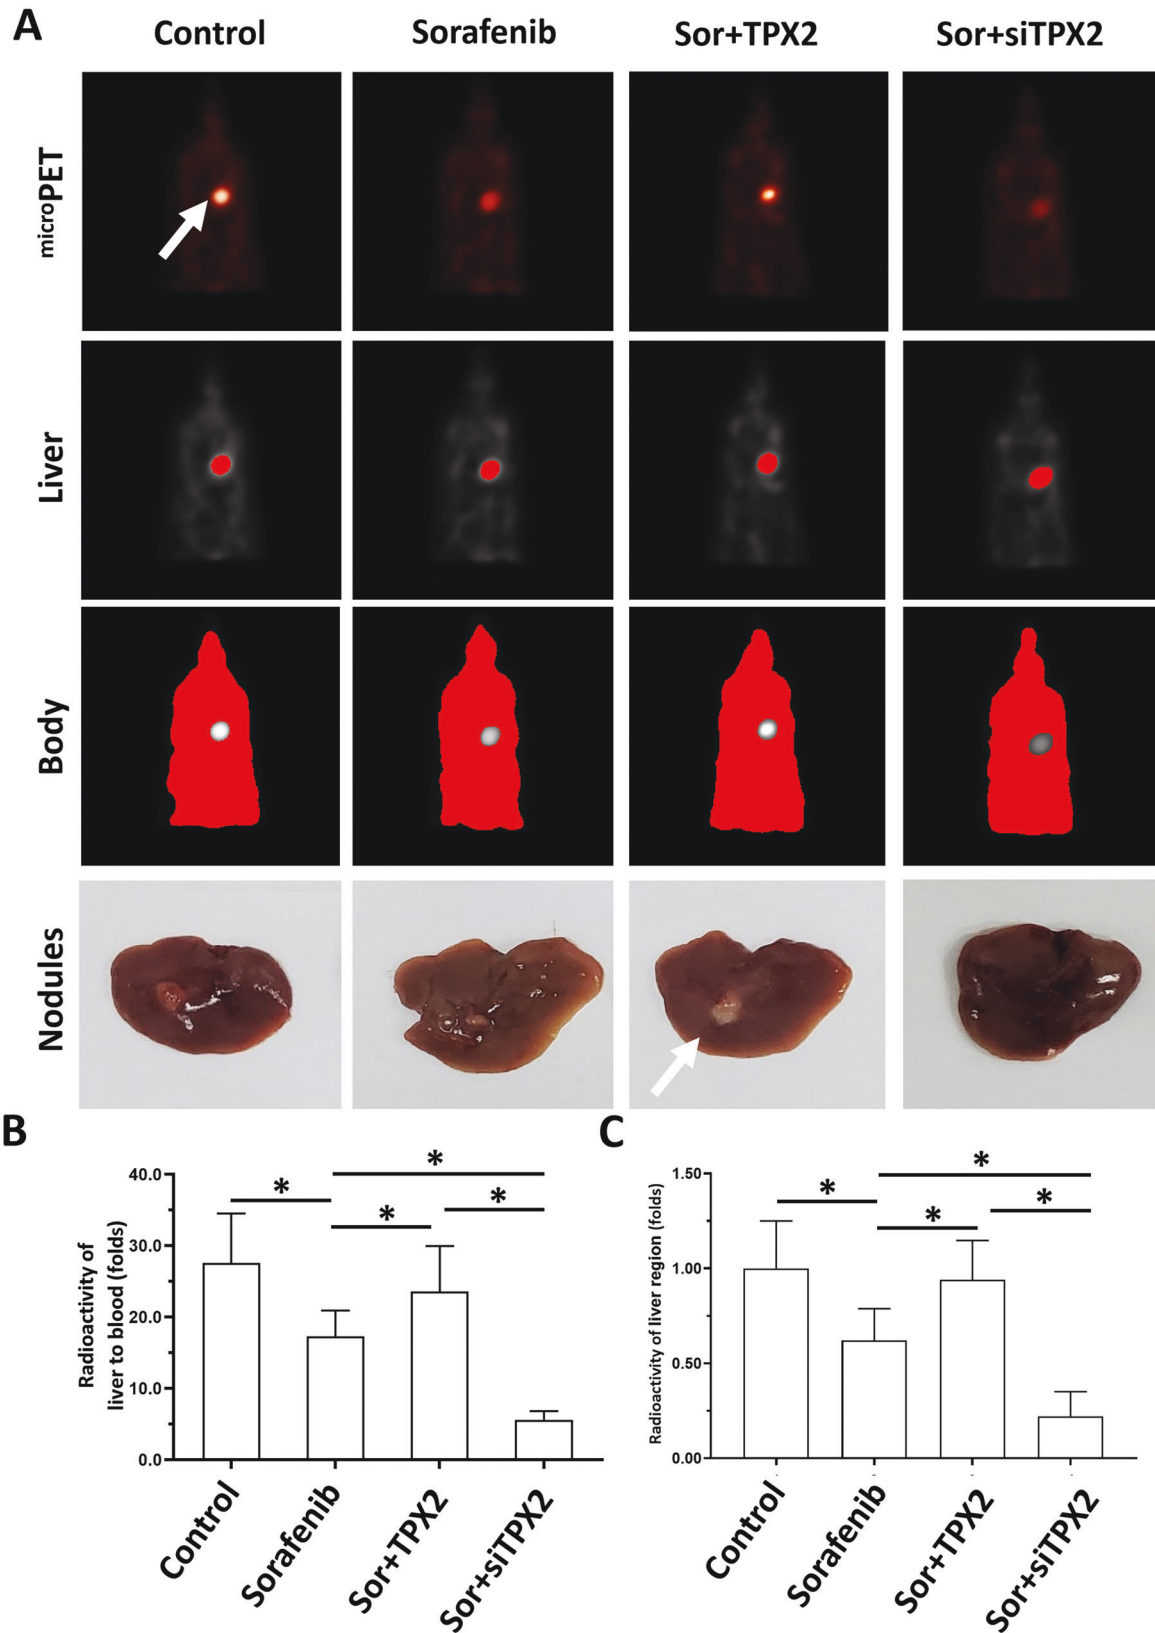 A
Control Sorafenib Sor+TPX2 Sor+siTPX2
microPET
Liver
Body
Nodules
B
Radioactivity of
liver to blood (folds)
40.0
30.0
20.0
10.0
0.0
* * * *
Control Sorafenib Sor+TPX2 Sor+siTPX2
C
Radioactivity of liver region (folds)
1.50
1.00
0.50
0.00
* * * *
Control Sorafenib Sor+TPX2 Sor+siTPX2